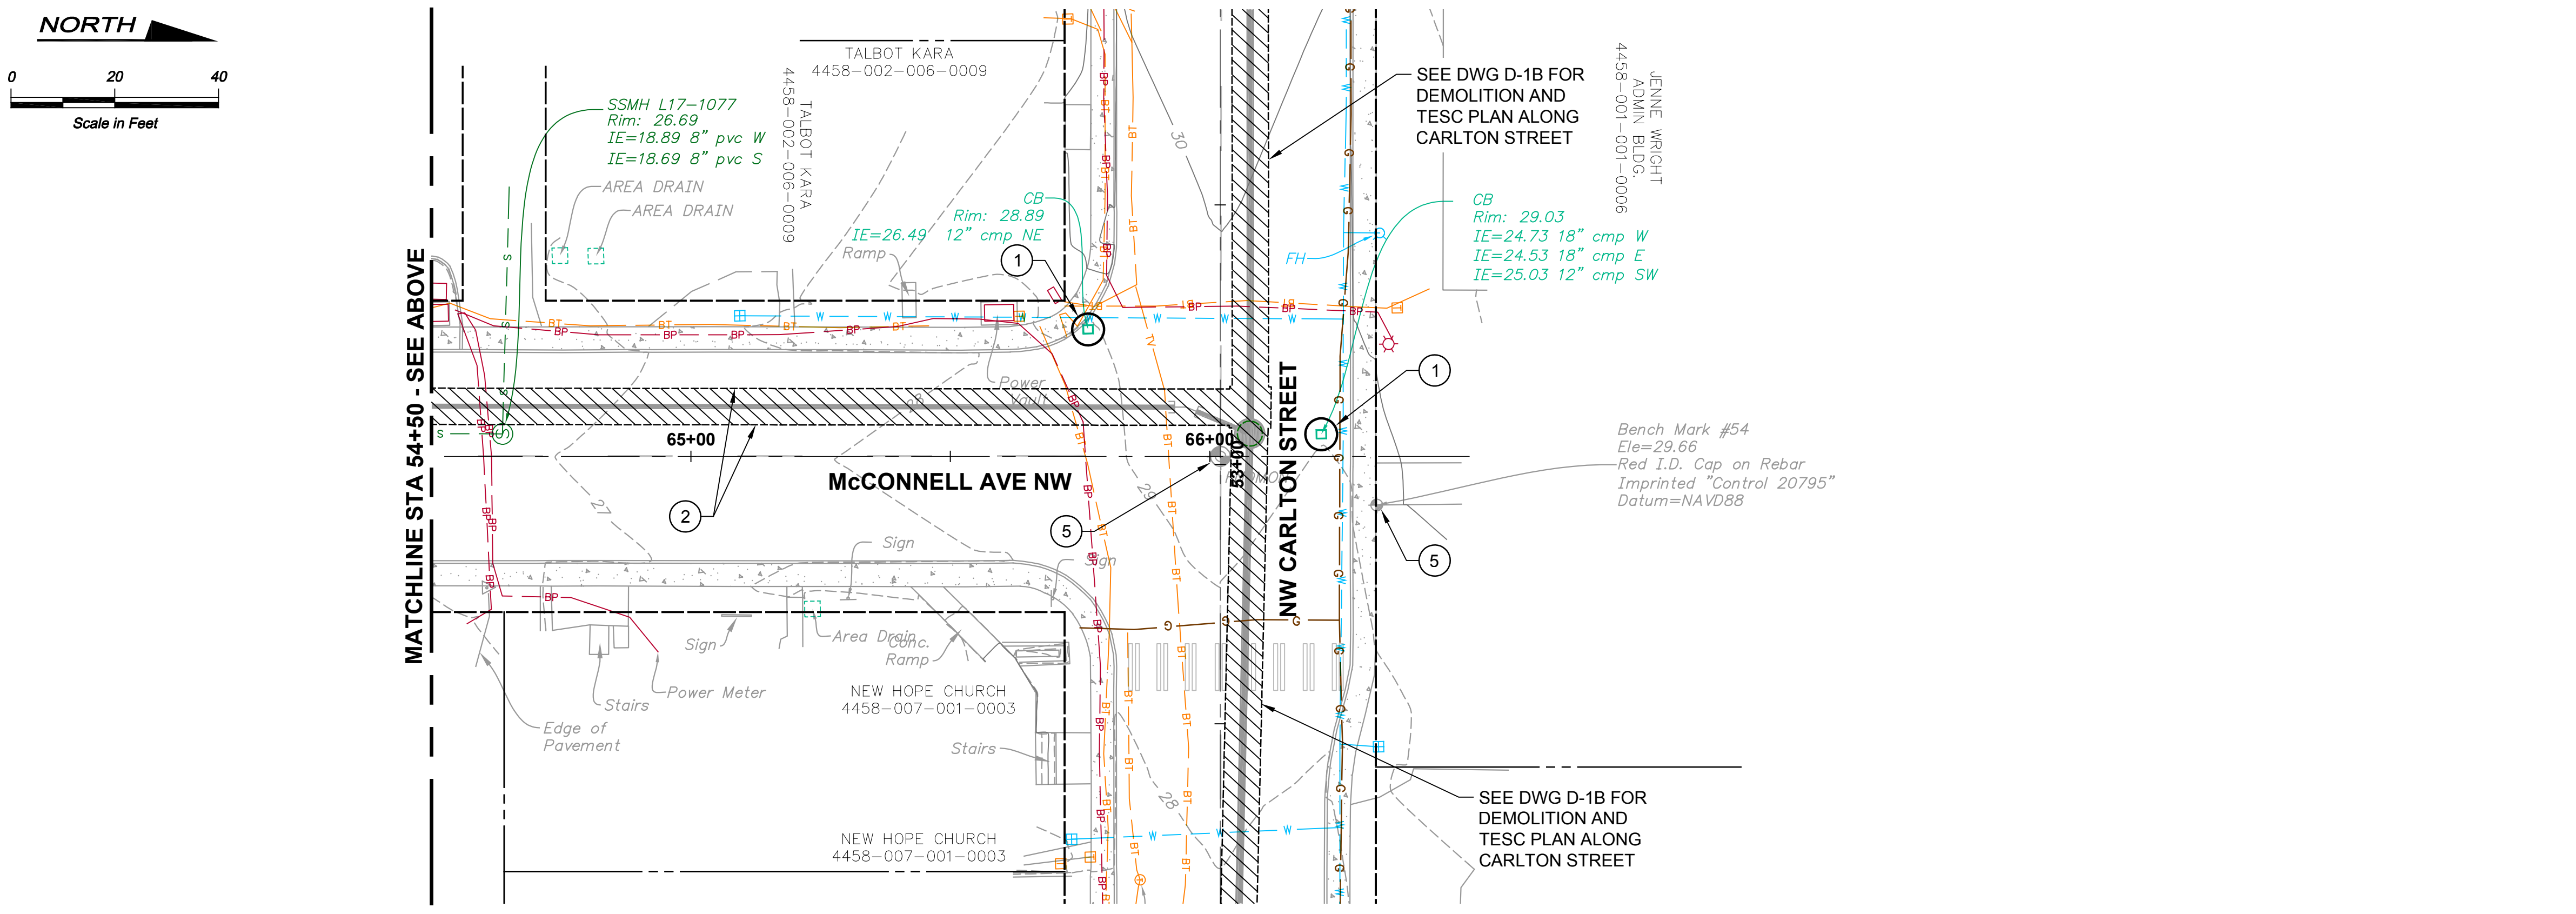 NORTH
0 20 40
Scale in Feet
MATCHLINE STA 54+50 - SEE ABOVE
SSMH L17-1077
Rim: 26.69
IE=18.89 8" pvc W
IE=18.69 8" pvc S
AREA DRAIN
AREA DRAIN
TALBOT KARA
4458-002-006-0009
TALBOT KARA
4458-002-006-0009
CB
Rim: 28.89
IE=26.49 12" cmp NE
Ramp
1
30
SEE DWG D-1B FOR
DEMOLITION AND
TESC PLAN ALONG
CARLTON STREET
JENNE WRIGHT
ADMIN BLDG.
4458-001-001-0006
FH
CB
Rim: 29.03
IE=24.73 18" cmp W
IE=24.53 18" cmp E
IE=25.03 12" cmp SW
1
Power
Vault
28
65+00
66+00
53+00
McCONNELL AVE NW
NW CARLTON STREET
2
5
5
27
29
Bench Mark #54
Ele=29.66
Red I.D. Cap on Rebar
Imprinted "Control 20795"
Datum=NAVD88
Sign
Sign
Sign
Area Drain
Conc.
Ramp
Power Meter
Stairs
Edge of
Pavement
NEW HOPE CHURCH
4458-007-001-0003
Stairs
28
NEW HOPE CHURCH
4458-007-001-0003
SEE DWG D-1B FOR
DEMOLITION AND
TESC PLAN ALONG
CARLTON STREET